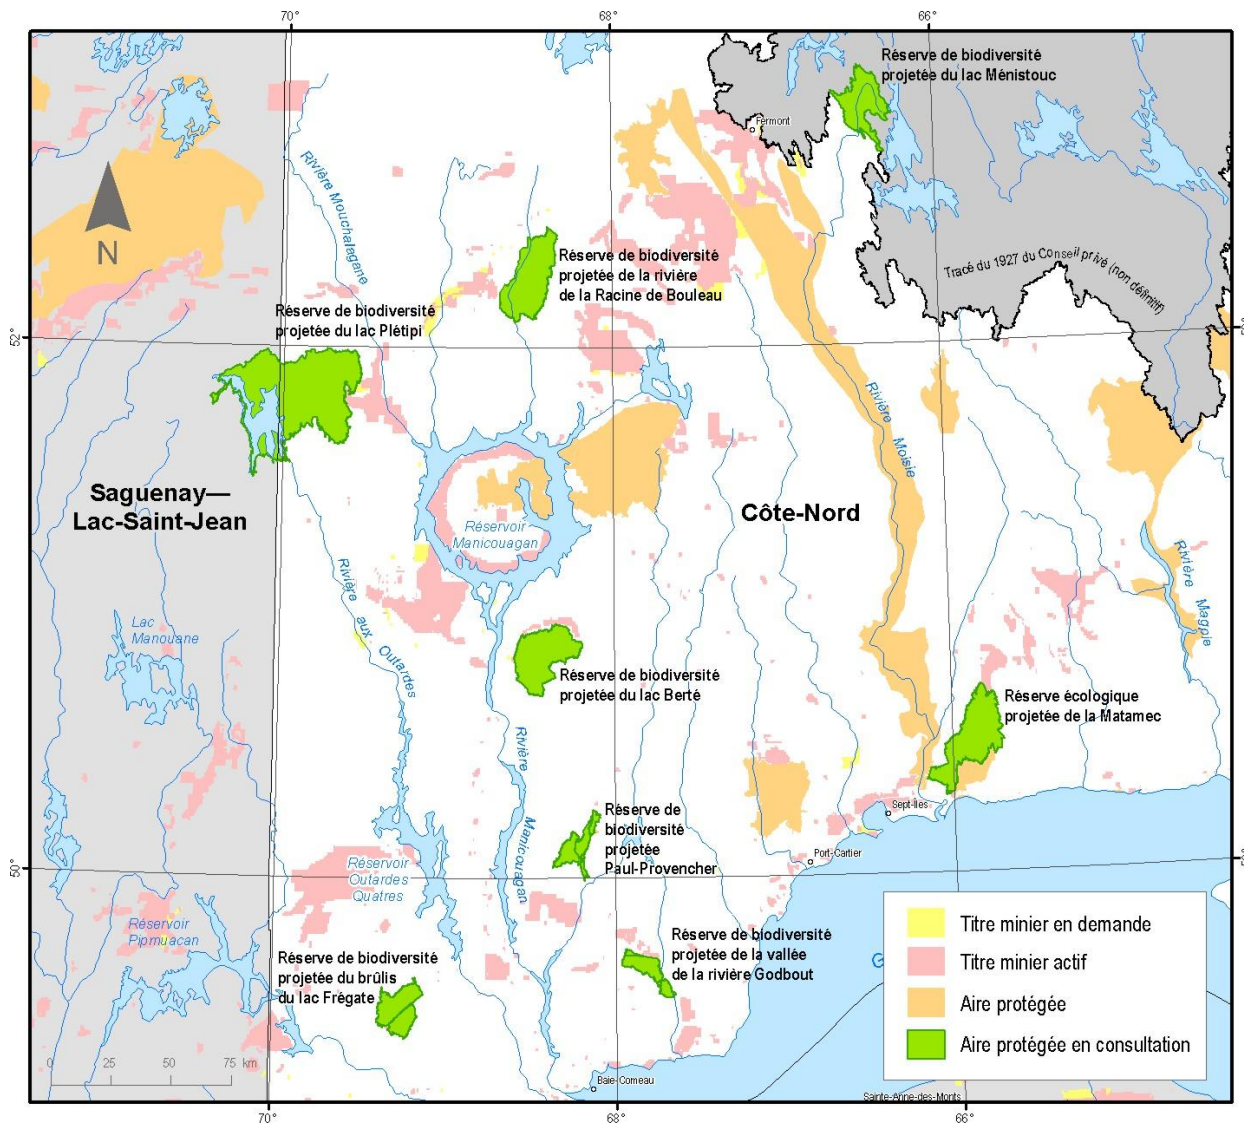 70°
68°
66°
Réserve de biodiversité
projetée du lac Ménistouc
Fermont
Rivière Mouchalagane
N
Réserve de biodiversité
projetée de la rivière
de la Racine de Bouleau
Tracé du 1927 du Conseil privé (non définitif)
Réserve de biodiversité
projetée du lac Plétipi
52°
Rivière Moisie
Saguenay—
Lac-Saint-Jean
Côte-Nord
Réservoir
Manicouagan
Rivière aux Outardes
Rivière Magpie
Lac
Manouane
Réserve de biodiversité
projetée du lac Berté
Réserve écologique
projetée de la Matamec
Rivière Manicouagan
Réserve de
biodiversité
projetée
Paul-Provencher
Sept-Îles
Port-Cartier
50°
Réservoir
Outardes
Quatres
Réservoir
Pipmuacan
Réserve de biodiversité
projetée de la vallée
de la rivière Godbout
Réserve de biodiversité
projetée du brûlis
du lac Frégate
Titre minier en demande
Titre minier actif
Aire protégée
Aire protégée en consultation
0 25 50 75 km
Baie-Comeau
Sainte-Anne-des-Monts
70°
68°
66°